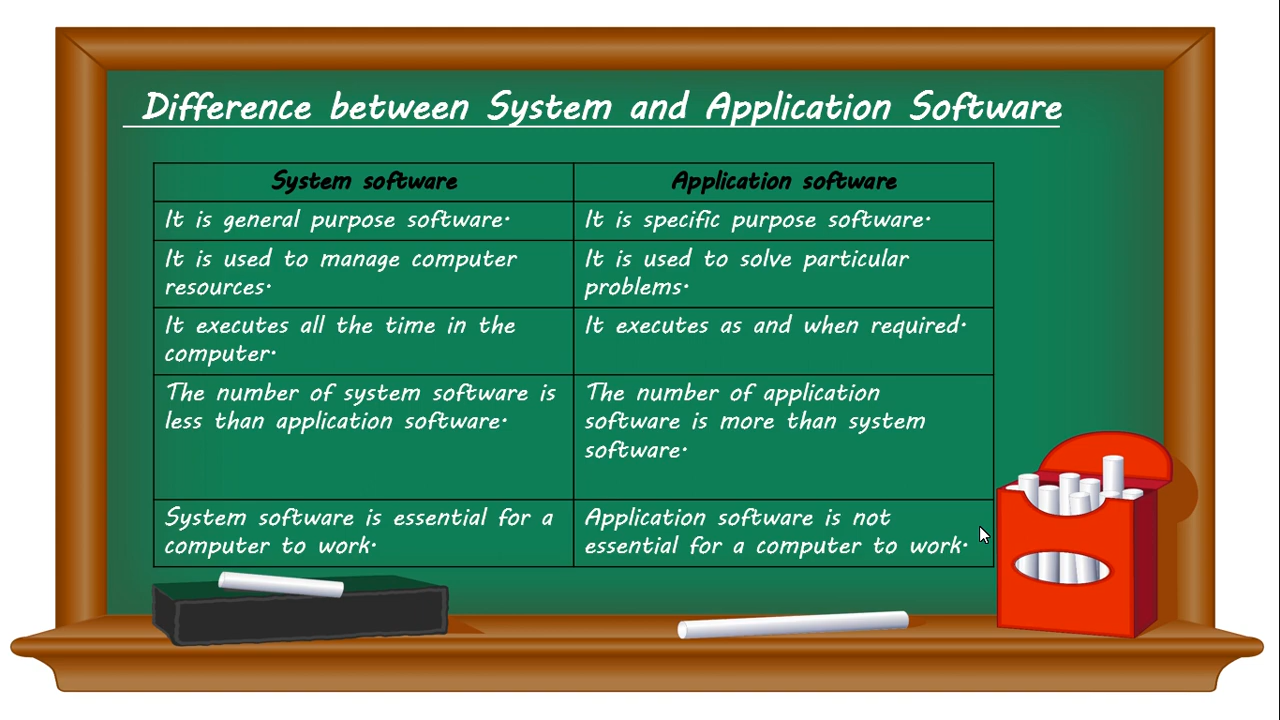 Difference between System and Application Software
System software
Application software
It is general purpose software.
It is specific purpose software.
It is used to manage computer
resources.
It is used to solve particular
problems.
It executes all the time in the
computer.
It executes as and when required.
The number of system software is
less than application software.
The number of application
software is more than system
software.
System software is essential for a
computer to work.
Application software is not
essential for a computer to work.